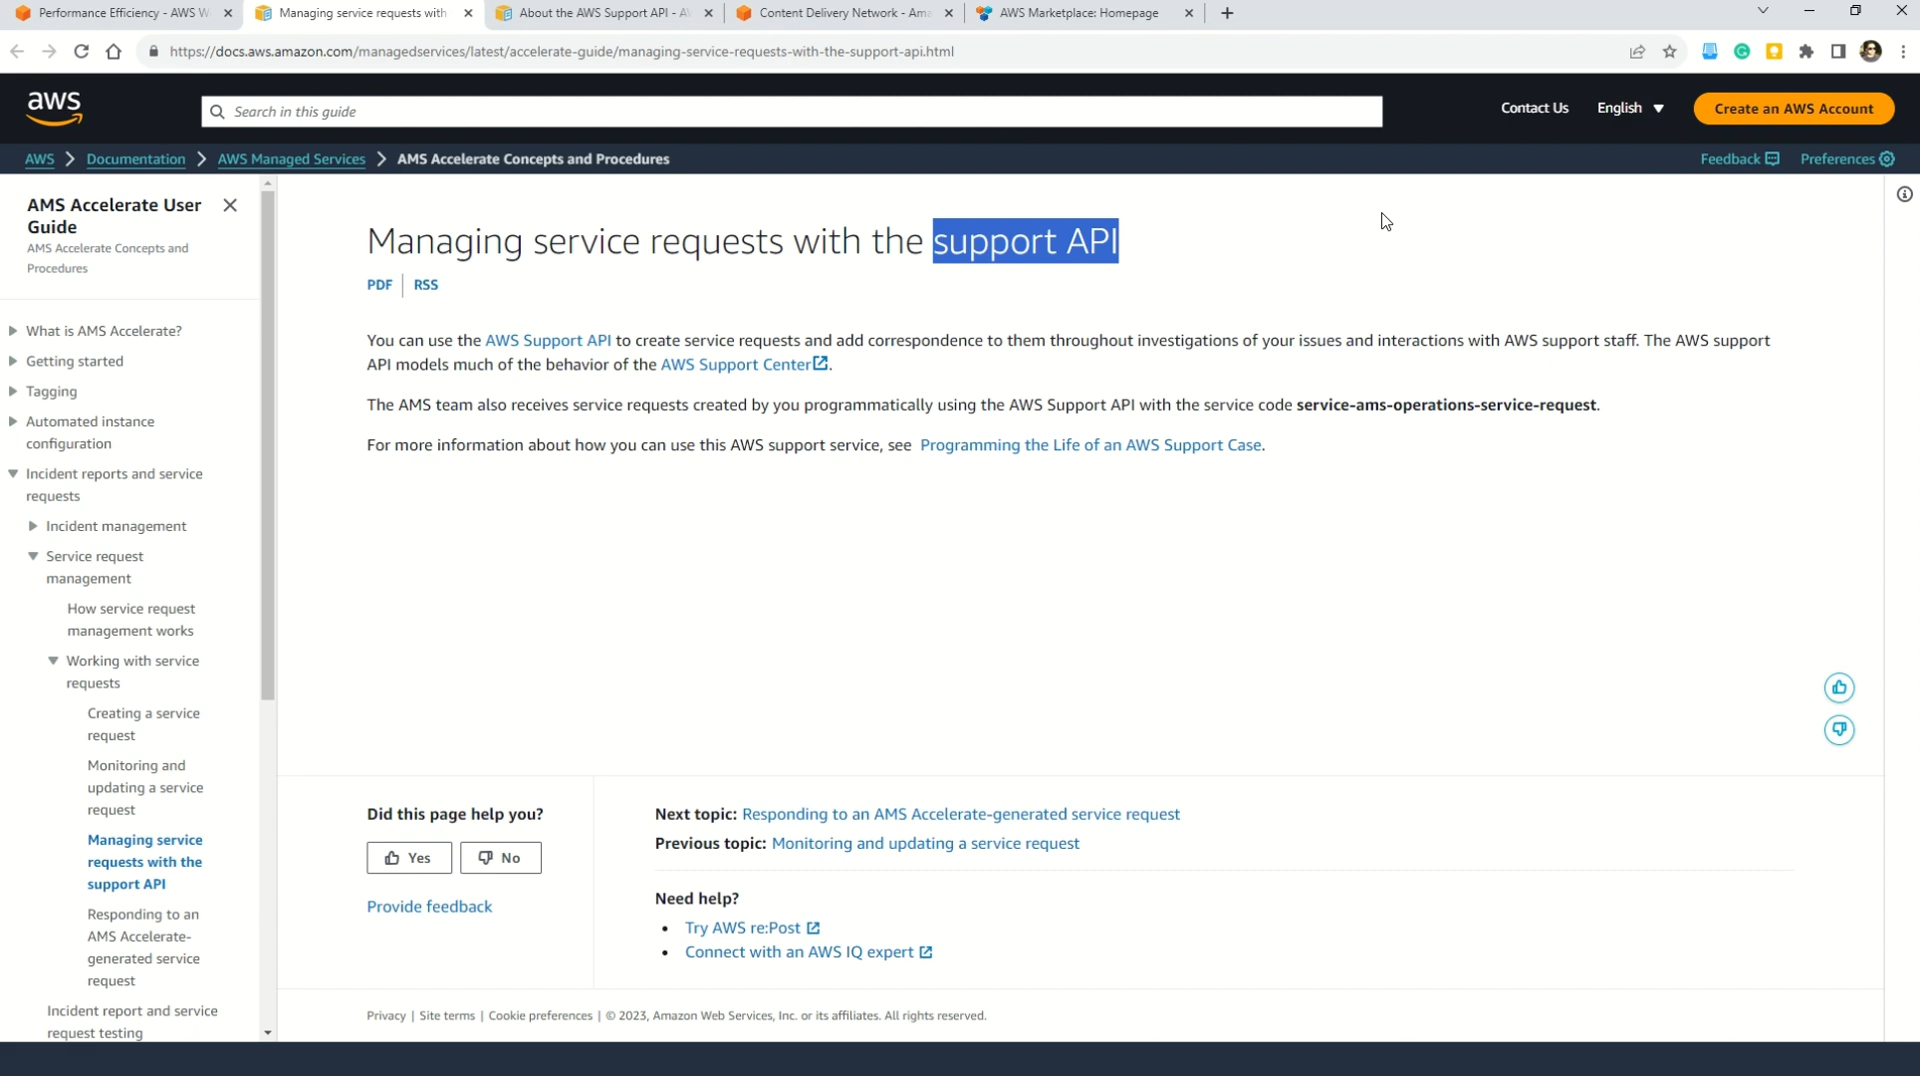 Performance Efficiency - AWS W
Managing service requests with
About the AWS Support API - AV
Content Delivery Network - Ama
AWS Marketplace: Homepage
https://docs.aws.amazon.com/managedservices/latest/accelerate-guide/managing-service-requests-with-the-support-api.html
aws
Search in this guide
Contact Us
English
Create an AWS Account
AWS
Documentation
AWS Managed Services
AMS Accelerate Concepts and Procedures
Feedback
Preferences
AMS Accelerate User
Guide
AMS Accelerate Concepts and
Procedures
What is AMS Accelerate?
Getting started
Tagging
Automated instance
configuration
Incident reports and service
requests
Incident management
Service request
management
How service request
management works
Working with service
requests
Creating a service
request
Monitoring and
updating a service
request
Managing service
requests with the
support API
Responding to an
AMS Accelerate-
generated service
request
Incident report and service
request testing
Managing service requests with the support API
PDF | RSS
You can use the AWS Support API to create service requests and add correspondence to them throughout investigations of your issues and interactions with AWS support staff. The AWS support
API models much of the behavior of the AWS Support Center.
The AMS team also receives service requests created by you programmatically using the AWS Support API with the service code service-ams-operations-service-request.
For more information about how you can use this AWS support service, see Programming the Life of an AWS Support Case.
Did this page help you?
Yes
No
Provide feedback
Next topic: Responding to an AMS Accelerate-generated service request
Previous topic: Monitoring and updating a service request
Need help?
• Try AWS re:Post
• Connect with an AWS IQ expert
Privacy | Site terms | Cookie preferences | © 2023, Amazon Web Services, Inc. or its affiliates. All rights reserved.